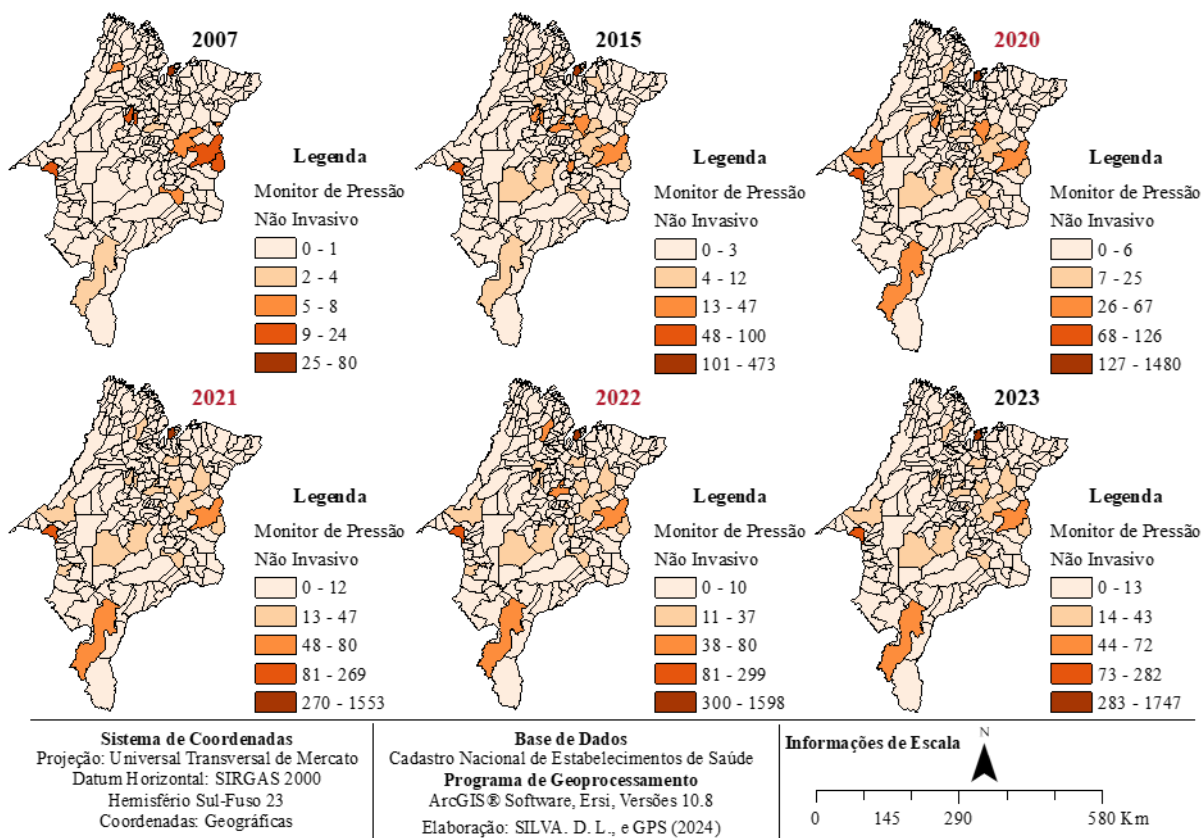 2007
Legenda
Monitor de Pressão
Não Invasivo
0 - 1
2 - 4
5 - 8
9 - 24
25 - 80
2015
Legenda
Monitor de Pressão
Não Invasivo
0 - 3
4 - 12
13 - 47
48 - 100
101 - 473
2020
Legenda
Monitor de Pressão
Não Invasivo
0 - 6
7 - 25
26 - 67
68 - 126
127 - 1480
2021
Legenda
Monitor de Pressão
Não Invasivo
0 - 12
13 - 47
48 - 80
81 - 269
270 - 1553
2022
Legenda
Monitor de Pressão
Não Invasivo
0 - 10
11 - 37
38 - 80
81 - 299
300 - 1598
2023
Legenda
Monitor de Pressão
Não Invasivo
0 - 13
14 - 43
44 - 72
73 - 282
283 - 1747
Sistema de Coordenadas
Projeção: Universal Transversal de Mercato
Datum Horizontal: SIRGAS 2000
Hemisfério Sul-Fuso 23
Coordenadas: Geográficas
Base de Dados
Cadastro Nacional de Estabelecimentos de Saúde
Programa de Geoprocessamento
ArcGIS® Software, Ersi, Versões 10.8
Elaboração: SILVA. D. L., e GPS (2024)
Informações de Escala
N
0 145 290 580 Km